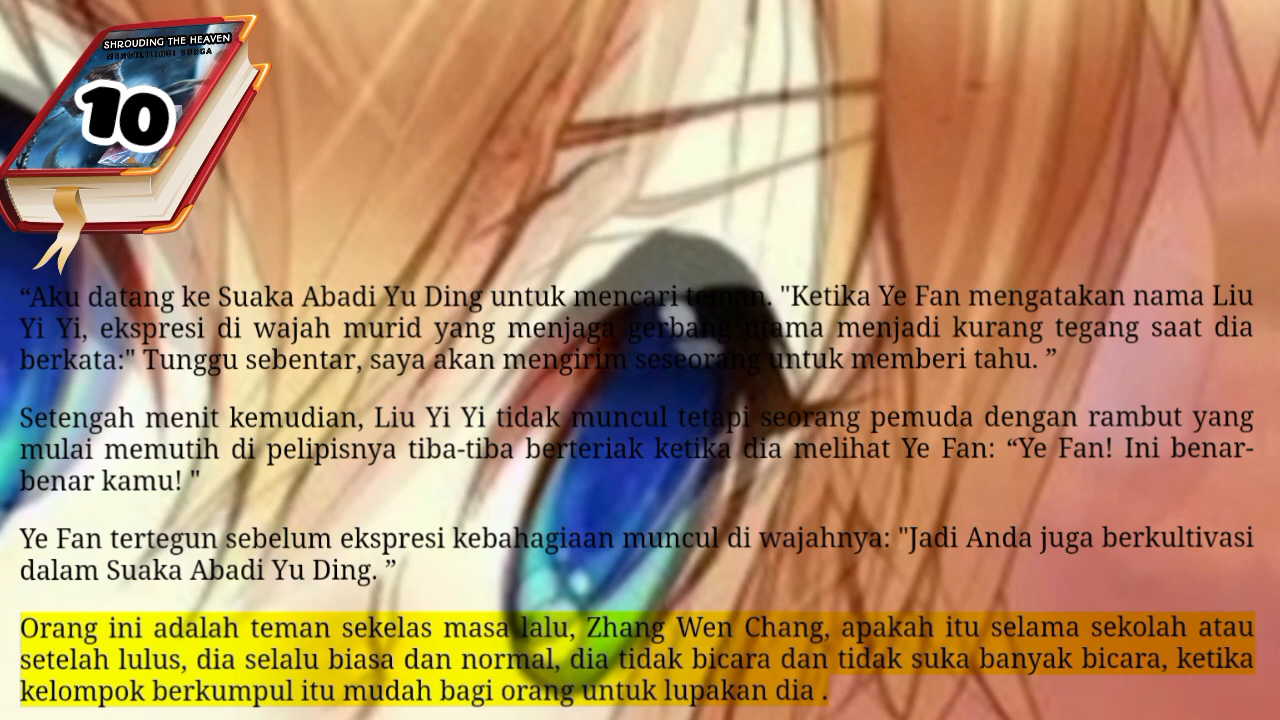 SHROUDING THE HEAVEN
MENGELILINGI SURGA
10
“Aku datang ke Suaka Abadi Yu Ding untuk mencari teman. "Ketika Ye Fan mengatakan nama Liu
Yi Yi, ekspresi di wajah murid yang menjaga gerbang utama menjadi kurang tegang saat dia
berkata:" Tunggu sebentar, saya akan mengirim seseorang untuk memberi tahu. ”
Setengah menit kemudian, Liu Yi Yi tidak muncul tetapi seorang pemuda dengan rambut yang
mulai memutih di pelipisnya tiba-tiba berteriak ketika dia melihat Ye Fan: “Ye Fan! Ini benar-
benar kamu! "
Ye Fan tertegun sebelum ekspresi kebahagiaan muncul di wajahnya: "Jadi Anda juga berkultivasi
dalam Suaka Abadi Yu Ding. ”
Orang ini adalah teman sekelas masa lalu, Zhang Wen Chang, apakah itu selama sekolah atau
setelah lulus, dia selalu biasa dan normal, dia tidak bicara dan tidak suka banyak bicara, ketika
kelompok berkumpul itu mudah bagi orang untuk lupakan dia .